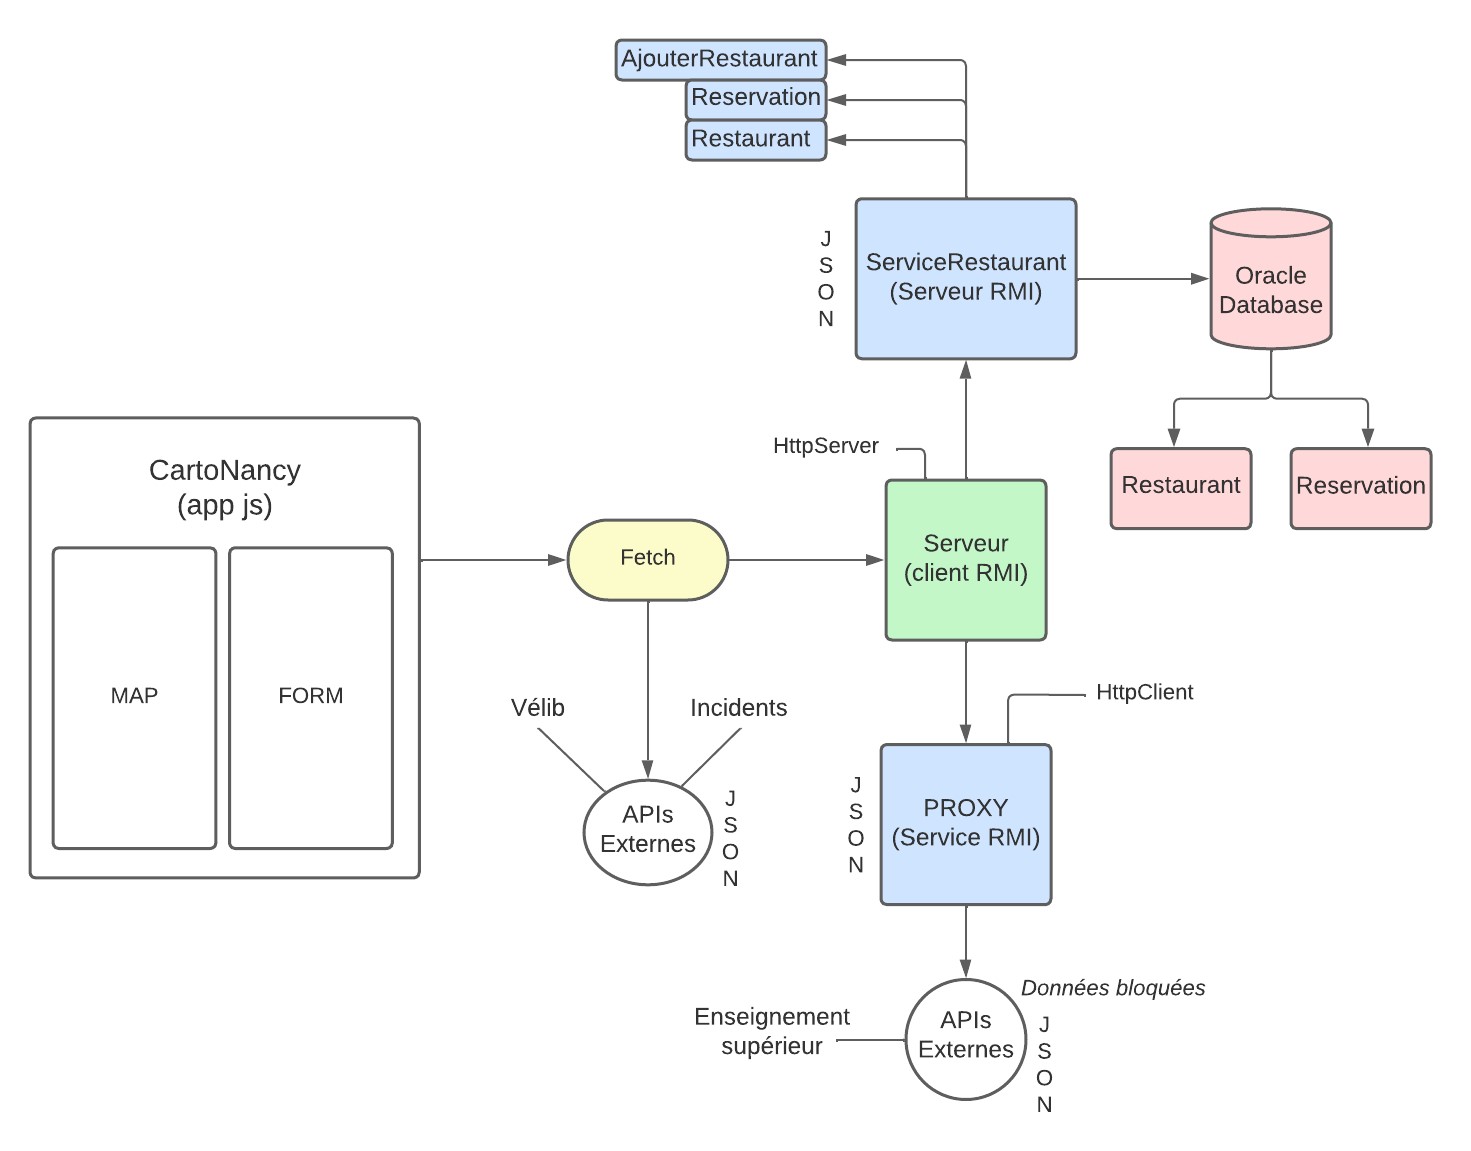 AjouterRestaurant
Reservation
Restaurant
J
S
O
N
ServiceRestaurant
(Serveur RMI)
Oracle
Database
Restaurant
Reservation
HttpServer
CartoNancy
(app js)
MAP
FORM
Fetch
Serveur
(client RMI)
Vélib
Incidents
APIs
Externes
J
S
O
N
HttpClient
J
S
O
N
PROXY
(Service RMI)
Données bloquées
Enseignement
supérieur
APIs
Externes
J
S
O
N